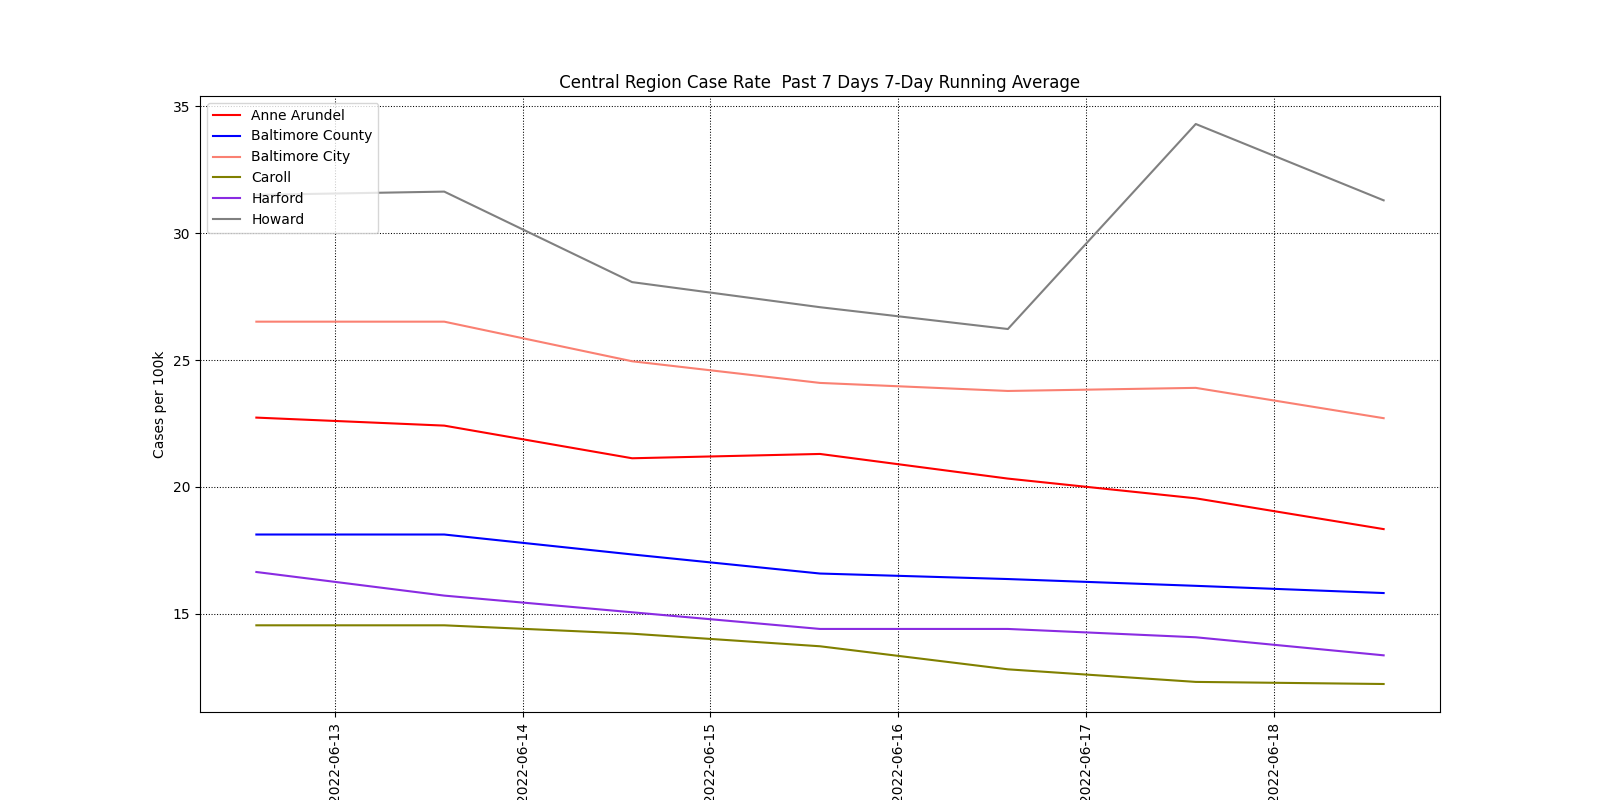 Central Region Case Rate  Past 7 Days 7-Day Running Average
35
30
25
20
15
Cases per 100k
Anne Arundel
Baltimore County
Baltimore City
Caroll
Harford
Howard
2022-06-13
2022-06-14
2022-06-15
2022-06-16
2022-06-17
2022-06-18